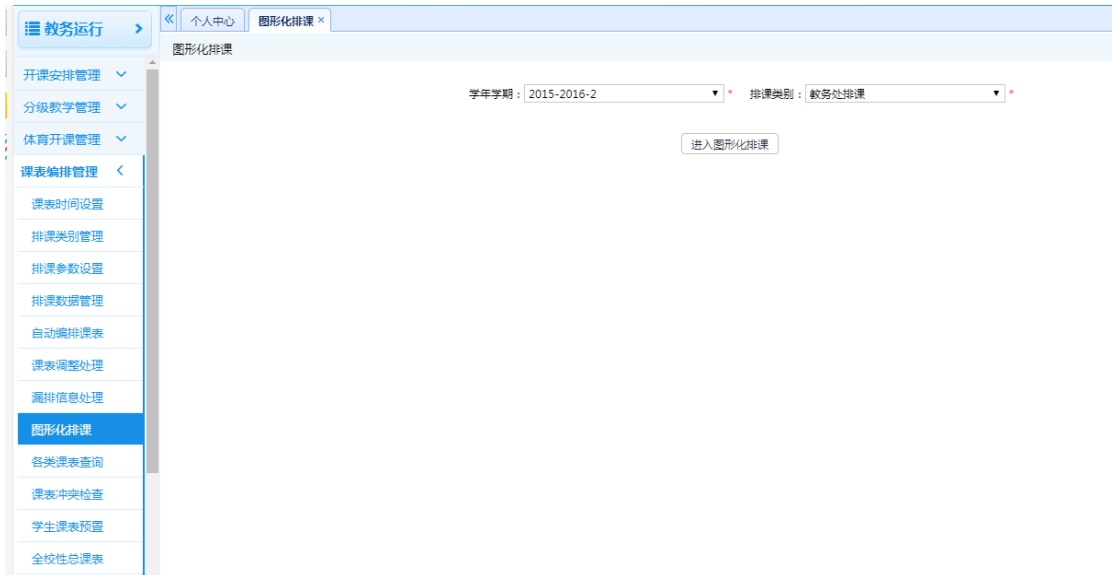 教务运行
个人中心 图形化排课 ×
图形化排课
开课安排管理
分级教学管理
体育开课管理
课表编排管理
课表时间设置
排课类别管理
排课参数设置
排课数据管理
自动编排课表
课表调整处理
漏排信息处理
图形化排课
各类课表查询
课表冲突检查
学生课表预置
全校性总课表
学年学期： 2015-2016-2 * 排课类别： 教务处排课 *
进入图形化排课